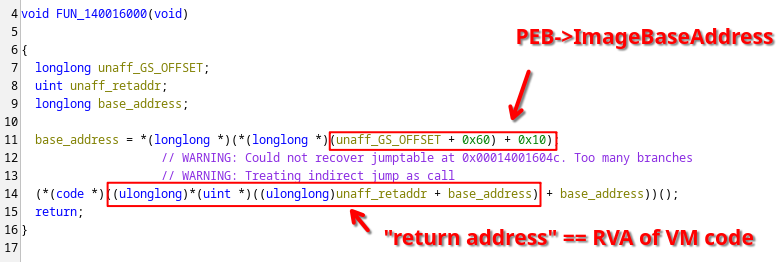 PEB->ImageBaseAddress
4 void FUN_140016000(void)
5
6 {
7 longlong unaff_GS_OFFSET;
8 uint unaff_retaddr;
9 longlong base_address;
10
11 base_address = *(longlong *)(*(longlong *)(unaff_GS_OFFSET + 0x60) + 0x10);
12 // WARNING: Could not recover jumptable at 0x00014001604c. Too many branches
13 // WARNING: Treating indirect jump as call
14 (*(code *)((ulonglong)*(uint *)((ulonglong)unaff_retaddr + base_address) + base_address))();
15 return;
16 }
17
"return address" == RVA of VM code